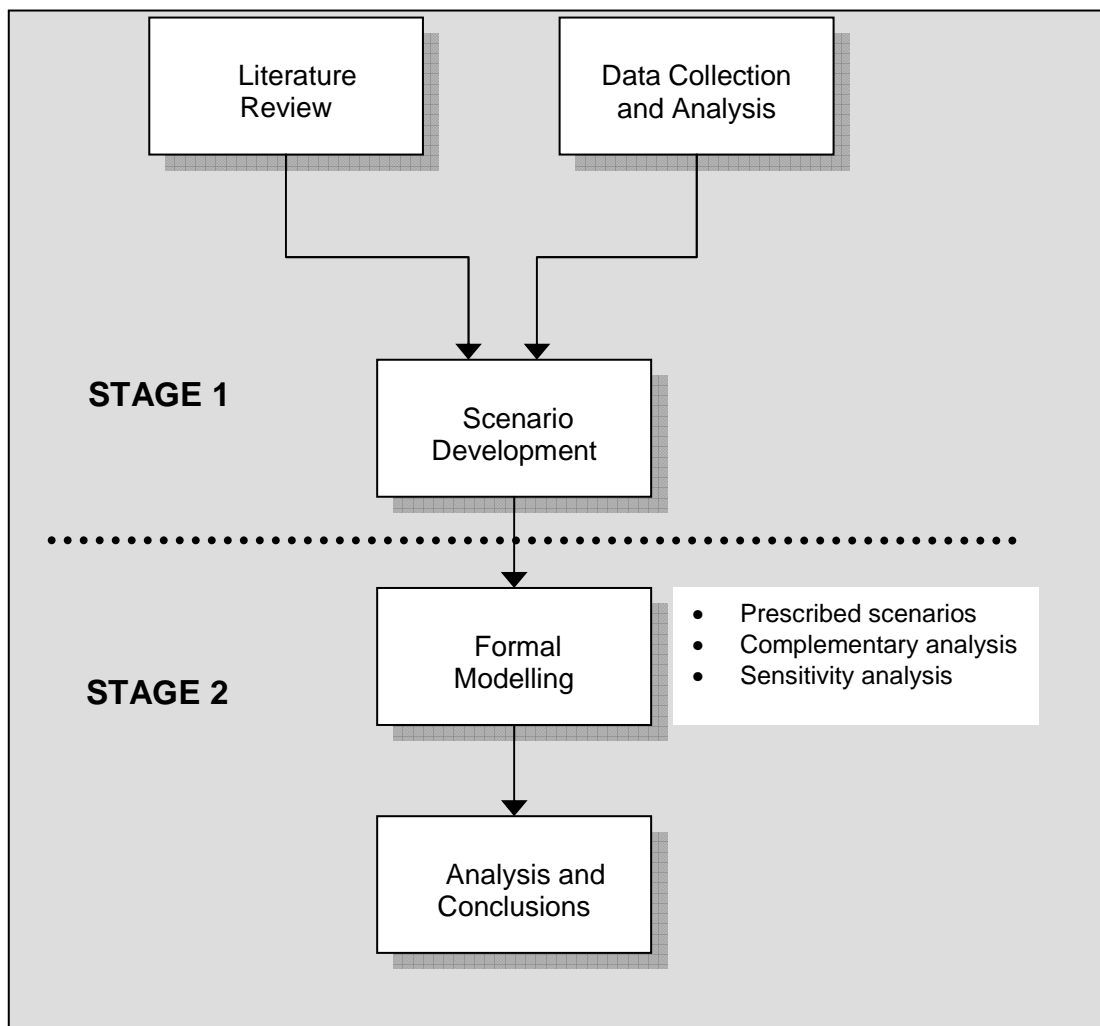 Literature
Review
Data Collection
and Analysis
STAGE 1
Scenario
Development
Formal
Modelling
• Prescribed scenarios
• Complementary analysis
• Sensitivity analysis
STAGE 2
Analysis and
Conclusions